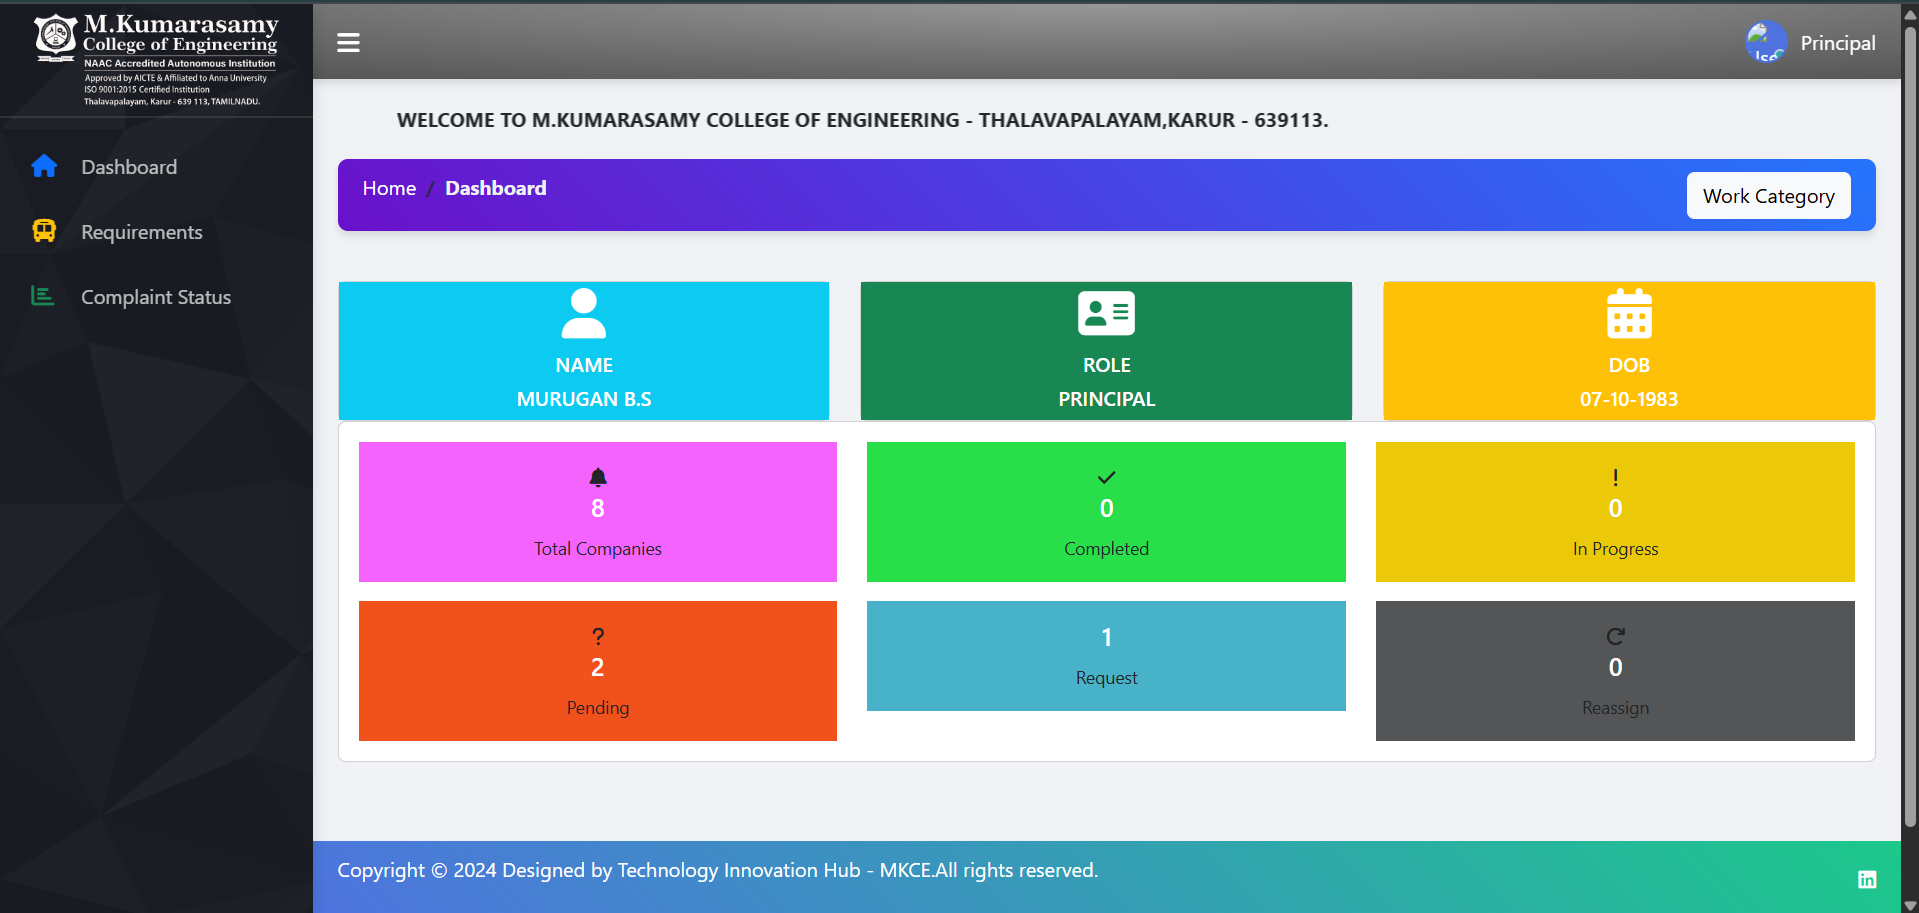 M.Kumarasamy
College of Engineering
NAAC Accredited Autonomous Institution
Approved by AICTE & Affiliated to Anna University
ISO 9001:2015 Certified Institution
Thalavapalayam, Karur - 639 113, TAMILNADU.
Principal
WELCOME TO M.KUMARASAMY COLLEGE OF ENGINEERING - THALAVAPALAYAM,KARUR - 639113.
Dashboard
Requirements
Complaint Status
Home / Dashboard
Work Category
NAME
MURUGAN B.S
ROLE
PRINCIPAL
DOB
07-10-1983
8
Total Companies
0
Completed
0
In Progress
2
Pending
1
Request
0
Reassign
Copyright © 2024 Designed by Technology Innovation Hub - MKCE.All rights reserved.
in